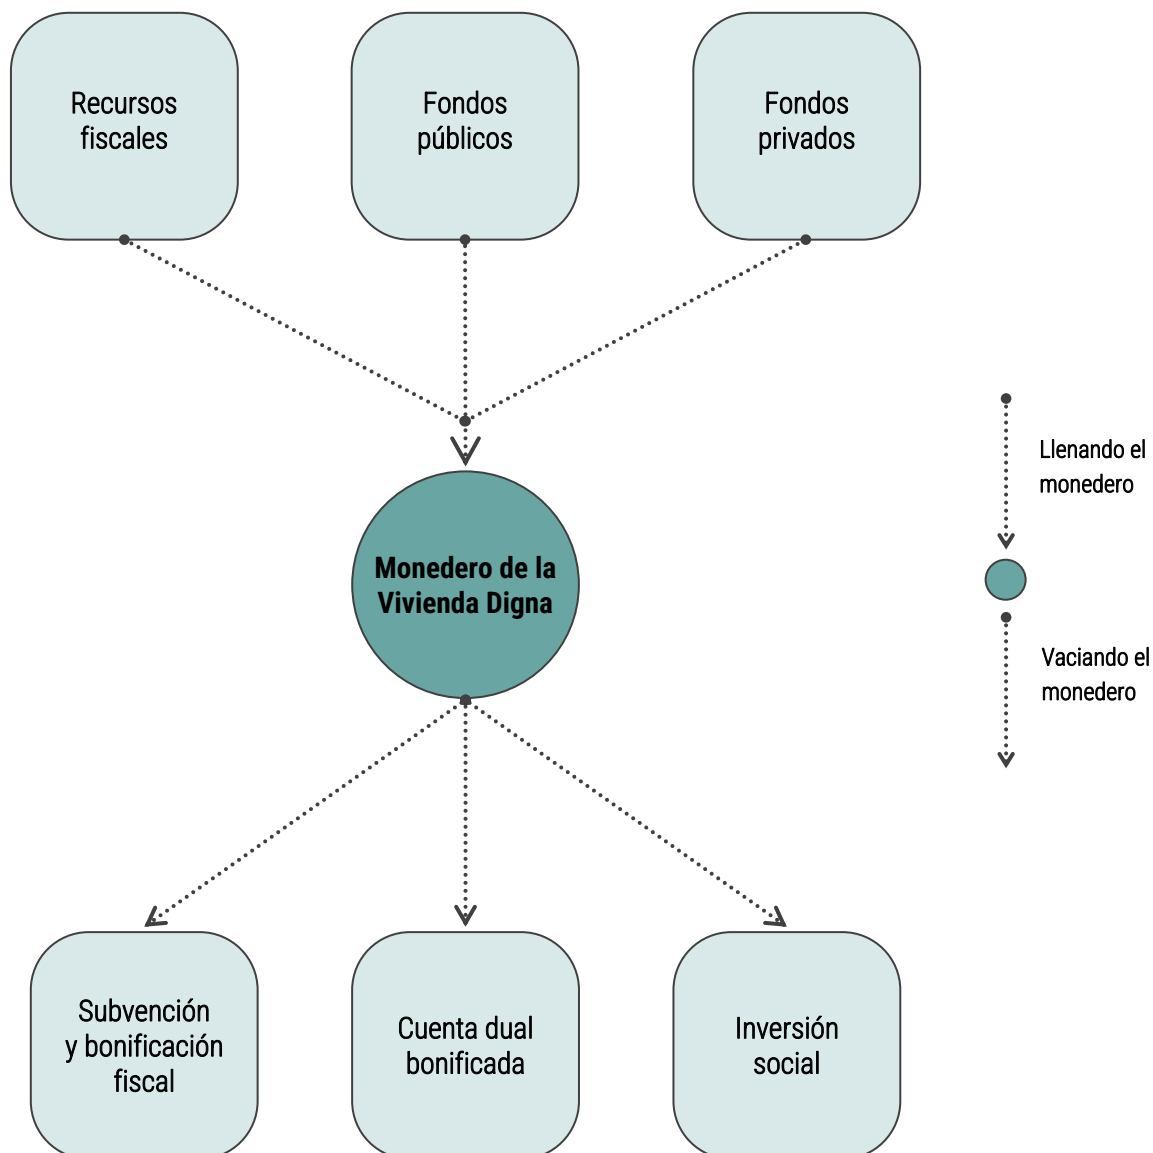 Recursos
fiscales
Fondos
públicos
Fondos
privados
Llenando el
monedero
Monedero de la
Vivienda Digna
Vaciando el
monedero
Subvención
y bonificación
fiscal
Cuenta dual
bonificada
Inversión
social